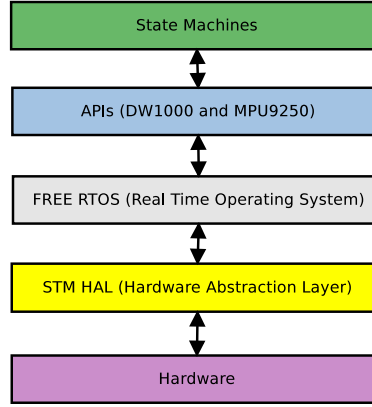 State Machines
APIs (DW1000 and MPU9250)
FREE RTOS (Real Time Operating System)
STM HAL (Hardware Abstraction Layer)
Hardware